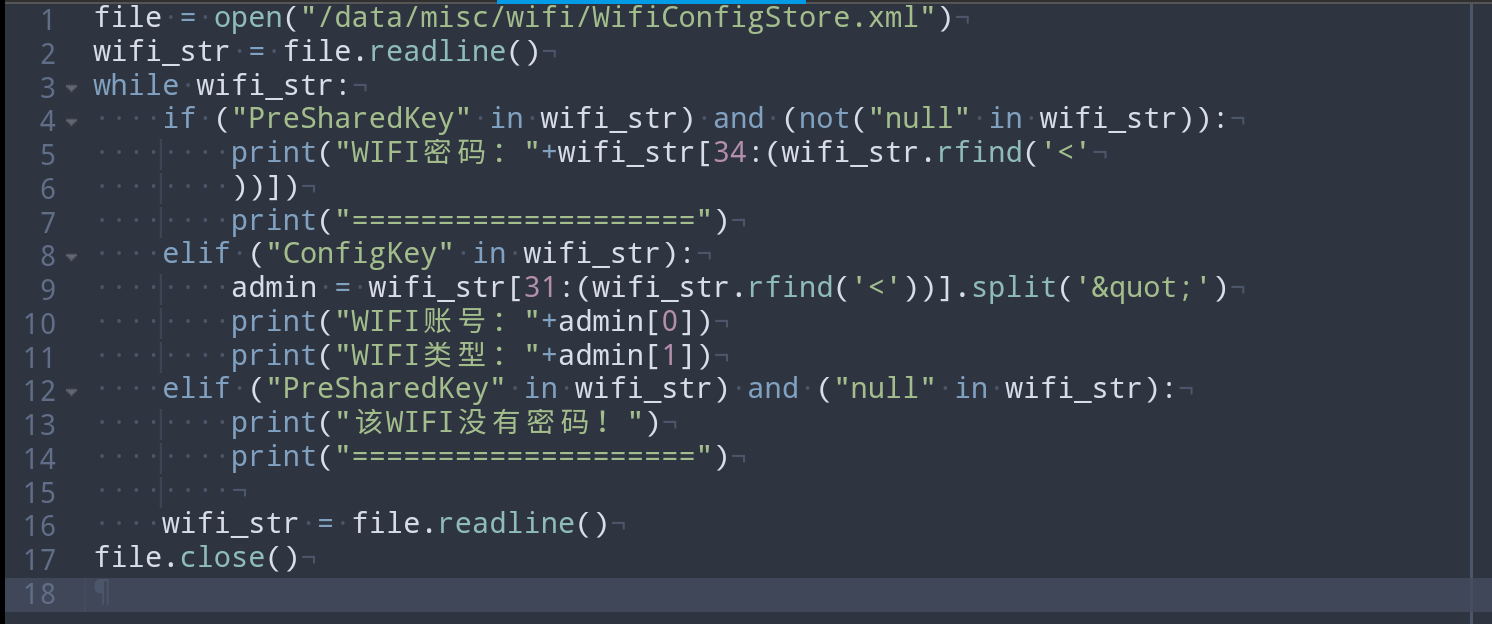 1 file = open("/data/misc/wifi/WifiConfigStore.xml")¬
2 wifi_str = file.readline()¬
3 while wifi_str:¬
4 ····if ("PreSharedKey" in wifi_str) and (not("null" in wifi_str)):¬
5 ········print("WIFI密码："+wifi_str[34:(wifi_str.rfind('<'¬
6 ········))])¬
7 ········print("====================")¬
8 ····elif ("ConfigKey" in wifi_str):¬
9 ········admin = wifi_str[31:(wifi_str.rfind('<'))].split('&quot;')¬
10 ········print("WIFI账号："+admin[0])¬
11 ········print("WIFI类型："+admin[1])¬
12 ····elif ("PreSharedKey" in wifi_str) and ("null" in wifi_str):¬
13 ········print("该WIFI没有密码！")¬
14 ········print("====================")¬
15 ········¬
16 ····wifi_str = file.readline()¬
17 file.close()¬
18 ¶